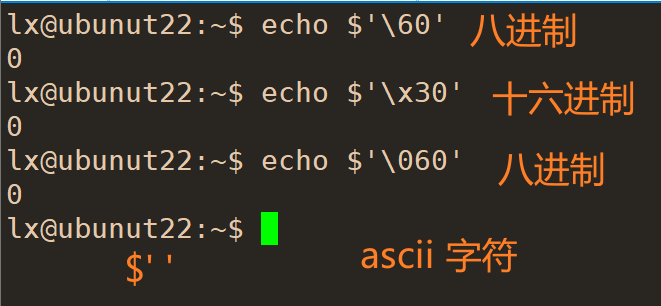 lx@ubunut22:~$ echo $'\60' 八进制
0
lx@ubunut22:~$ echo $'\x30' 十六进制
0
lx@ubunut22:~$ echo $'\060' 八进制
0
lx@ubunut22:~$
$' ' ascii 字符